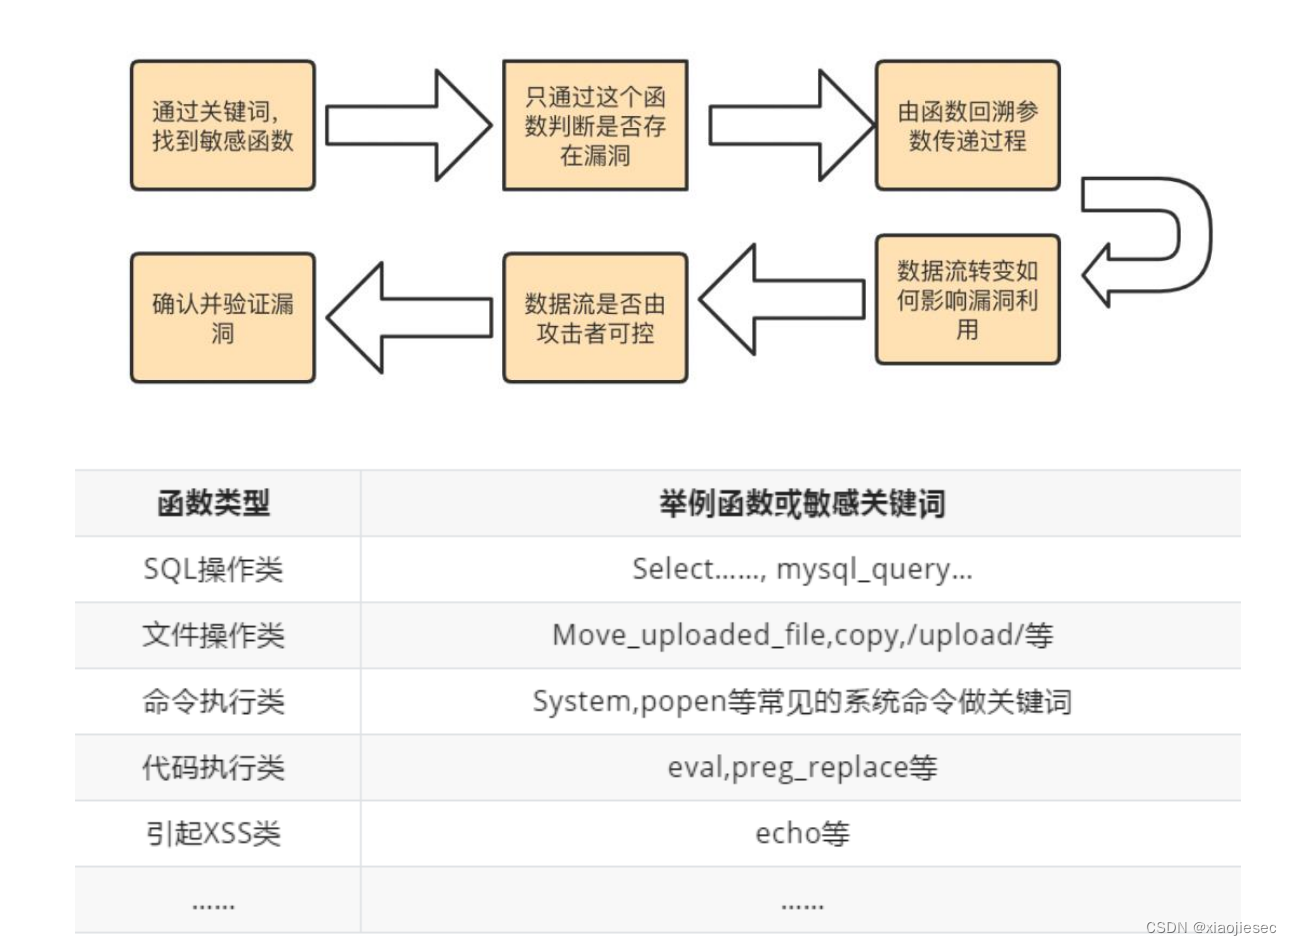 通过关键词,
找到敏感函数
只通过这个函
数判断是否存
在漏洞
由函数回溯参
数传递过程
数据流转变如
何影响漏洞利
用
数据流是否由
攻击者可控
确认并验证漏
洞
函数类型 举例函数或敏感关键词
SQL操作类 Select……, mysql_query…
文件操作类 Move_uploaded_file,copy,/upload/等
命令执行类 System,popen等常见的系统命令做关键词
代码执行类 eval,preg_replace等
引起XSS类 echo等
…… ……
CSDN @xiaojiesec